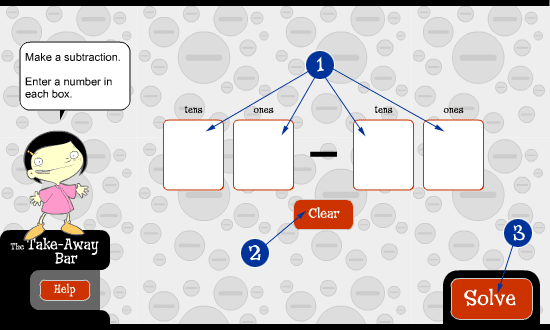 Make a subtraction.
Enter a number in
each box.
1
tens ones tens ones
–
Clear
2
3
The Take-Away
Bar
Help
Solve